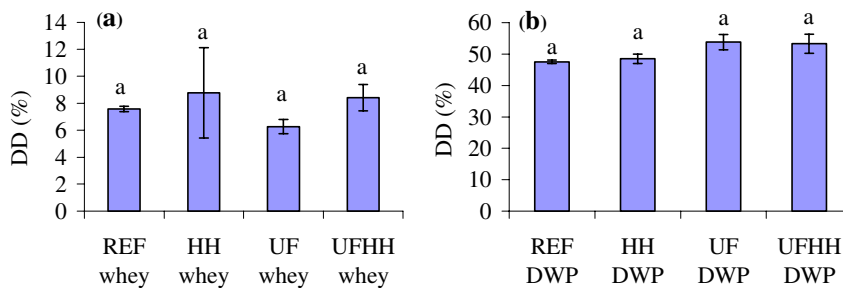 (a)
DD (%)
14
12
10
8
6
4
2
0
a
a
a
a
REF
whey
HH
whey
UF
whey
UFHH
whey
(b)
DD (%)
60
50
40
30
20
10
0
a
a
a
a
REF
DWP
HH
DWP
UF
DWP
UFHH
DWP